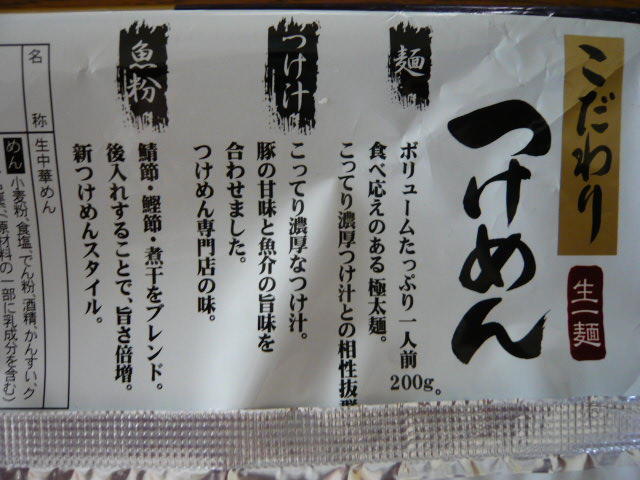 こだわり
つけめん
生一麺
麺
ボリュームたっぷり一人前200g。
食べ応えのある 極太麺。
こってり濃厚つけ汁との相性抜群
つけ汁
こってり濃厚なつけ汁。
豚の甘味と魚介の旨味を
合わせました。
つけめん専門店の味。
魚粉
鯖節・鰹節・煮干をブレンド。
後入れすることで、旨さ倍増。
新つけめんスタイル。
名称
生中華めん
めん 小麦粉、食塩、でん粉、酒精、かんすい、ク
原材料の一部に乳成分を含む)